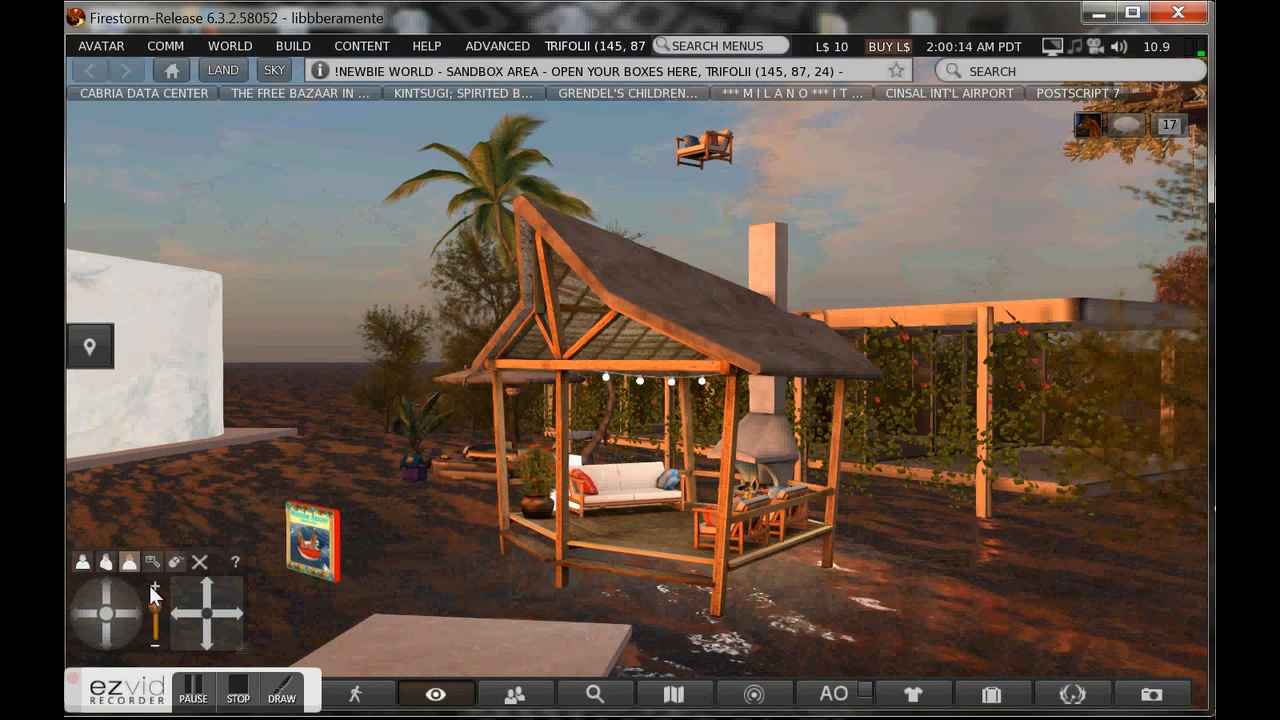 Firestorm-Release 6.3.2.58052 - libbberamente
AVATAR COMM WORLD BUILD CONTENT HELP ADVANCED TRIFOLII (145, 87 SEARCH MENUS L$ 10 BUY L$ 2:00:14 AM PDT 10.9
LAND SKY !NEWBIE WORLD - SANDBOX AREA - OPEN YOUR BOXES HERE, TRIFOLII (145, 87, 24) - SEARCH
CABRIA DATA CENTER THE FREE BAZAAR IN ... KINTSUGI; SPIRITED B... GRENDEL'S CHILDREN... *** M I L A N O *** I T ... CINSAL INT'L AIRPORT POSTSCRIPT 7
17
?
ezvid
RECORDER
PAUSE STOP DRAW
AO